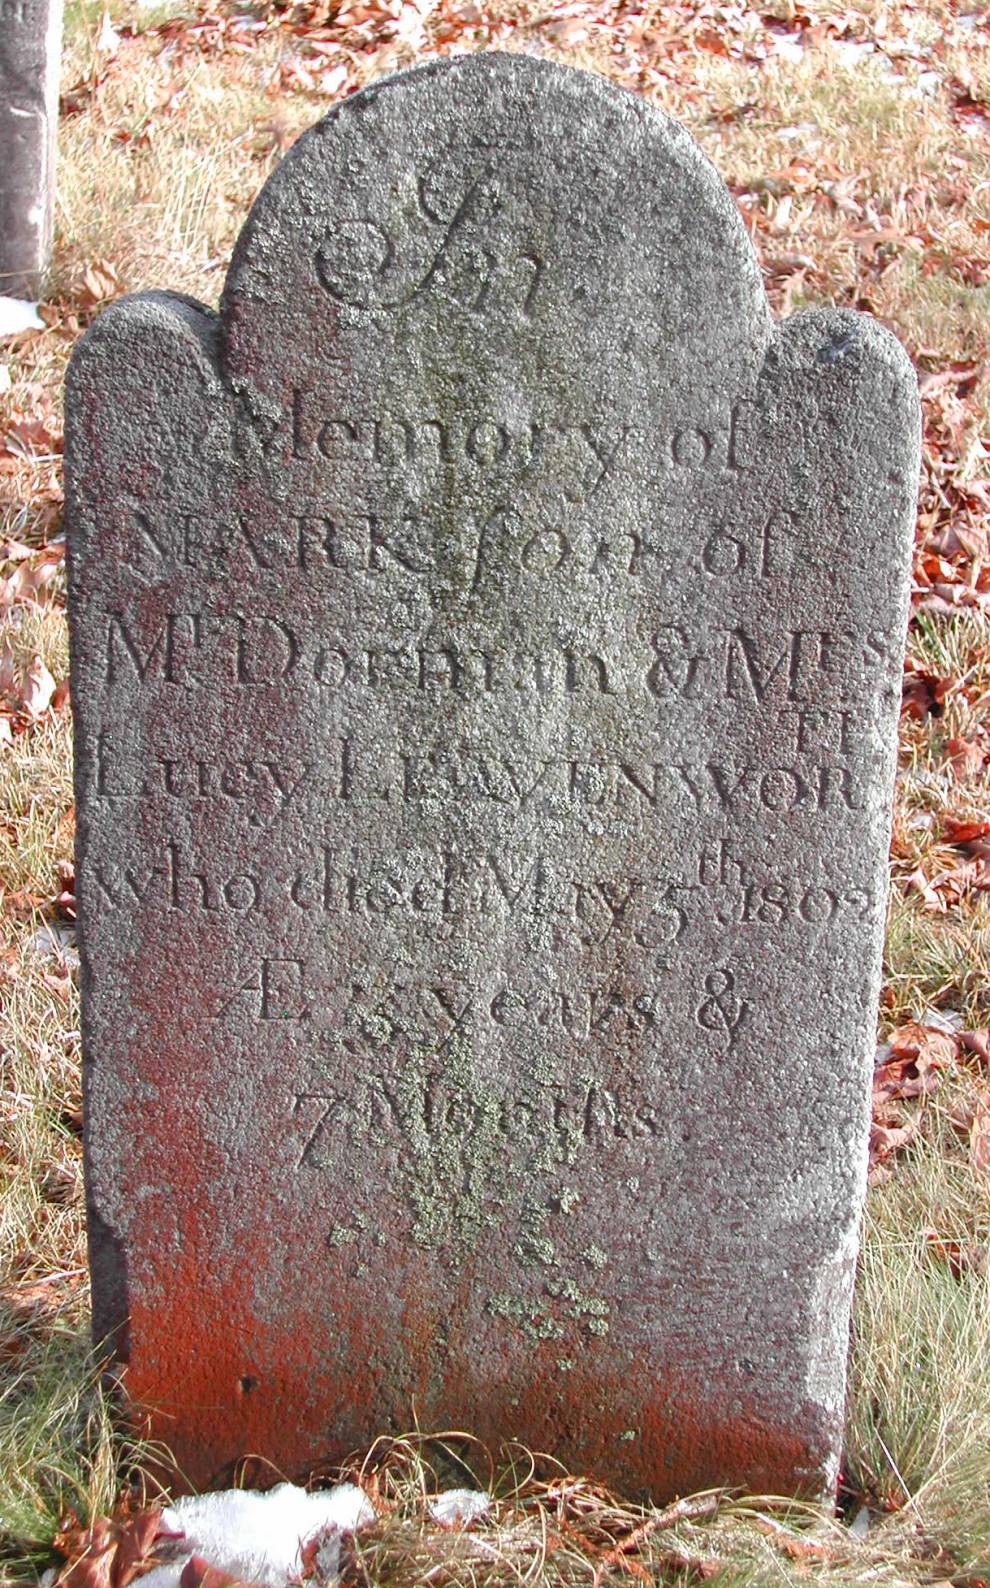 In
Memory of
MARK ſon of
Mr Dorman & Mrs
Lucy LEAVENWORTH
who died May 5th 1802
Æ 3 years &
7 Months.